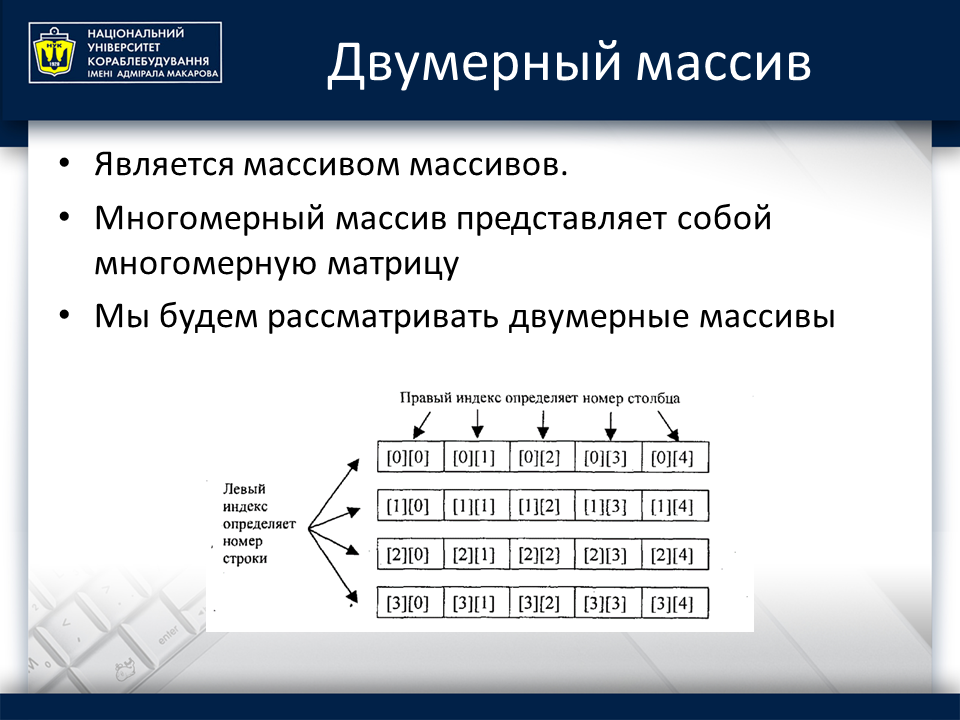 НАЦІОНАЛЬНИЙ
УНІВЕРСИТЕТ
КОРАБЛЕБУДУВАННЯ
ІМЕНІ АДМІРАЛА МАКАРОВА
НУК
1920
Двумерный массив
• Является массивом массивов.
• Многомерный массив представляет собой
многомерную матрицу
• Мы будем рассматривать двумерные массивы
Правый индекс определяет номер столбца
Левый
индекс
определяет
номер
строки
[0][0] [0][1] [0][2] [0][3] [0][4]
[1][0] [1][1] [1][2] [1][3] [1][4]
[2][0] [2][1] [2][2] [2][3] [2][4]
[3][0] [3][1] [3][2] [3][3] [3][4]
enter